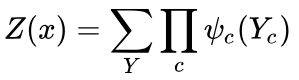 Z(x) = ∑_Y ∏_c ψ_c(Y_c)